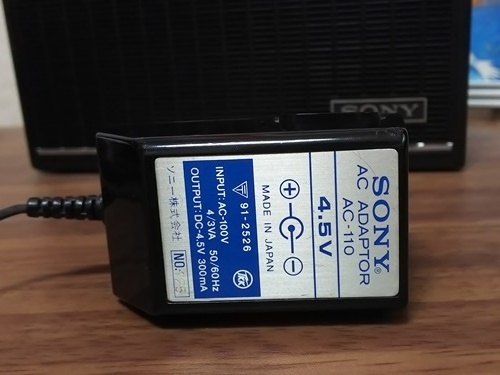 SONY
SONY®
AC ADAPTOR
AC-110
4.5V
MADE IN JAPAN
91-2526
INPUT:AC-100V
4/3VA 50/60Hz
OUTPUT:DC-4.5V 300mA
ソニー株式会社
NO.